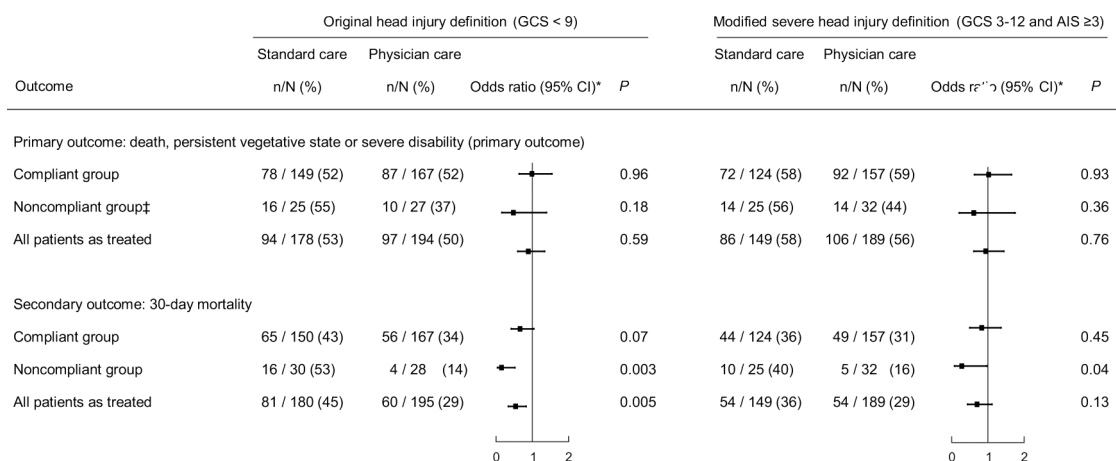 Original head injury definition (GCS < 9) Modified severe head injury definition (GCS 3-12 and AIS ≥3)
Standard care Physician care Standard care Physician care
Outcome n/N (%) n/N (%) Odds ratio (95% CI)* P n/N (%) n/N (%) Odds (95% CI)* P
Primary outcome: death, persistent vegetative state or severe disability (primary outcome)
Compliant group 78 / 149 (52) 87 / 167 (52) 0.96 72 / 124 (58) 92 / 157 (59) 0.93
Noncompliant group‡ 16 / 25 (55) 10 / 27 (37) 0.18 14 / 25 (56) 14 / 32 (44) 0.36
All patients as treated 94 / 178 (53) 97 / 194 (50) 0.59 86 / 149 (58) 106 / 189 (56) 0.76
Secondary outcome: 30-day mortality
Compliant group 65 / 150 (43) 56 / 167 (34) 0.07 44 / 124 (36) 49 / 157 (31) 0.45
Noncompliant group 16 / 30 (53) 4 / 28 (14) 0.003 10 / 25 (40) 5 / 32 (16) 0.04
All patients as treated 81 / 180 (45) 60 / 195 (29) 0.005 54 / 149 (36) 54 / 189 (29) 0.13
0 1 2 0 1 2